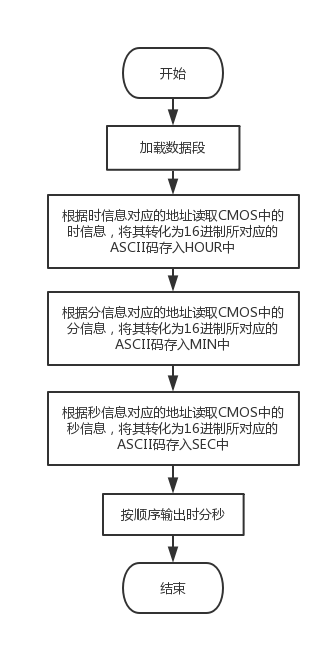 开始
加载数据段
根据时信息对应的地址读取CMOS中的
时信息，将其转化为16进制所对应的
ASCII码存入HOUR中
根据分信息对应的地址读取CMOS中的
分信息，将其转化为16进制所对应的
ASCII码存入MIN中
根据秒信息对应的地址读取CMOS中的
秒信息，将其转化为16进制所对应的
ASCII码存入SEC中
按顺序输出时分秒
结束